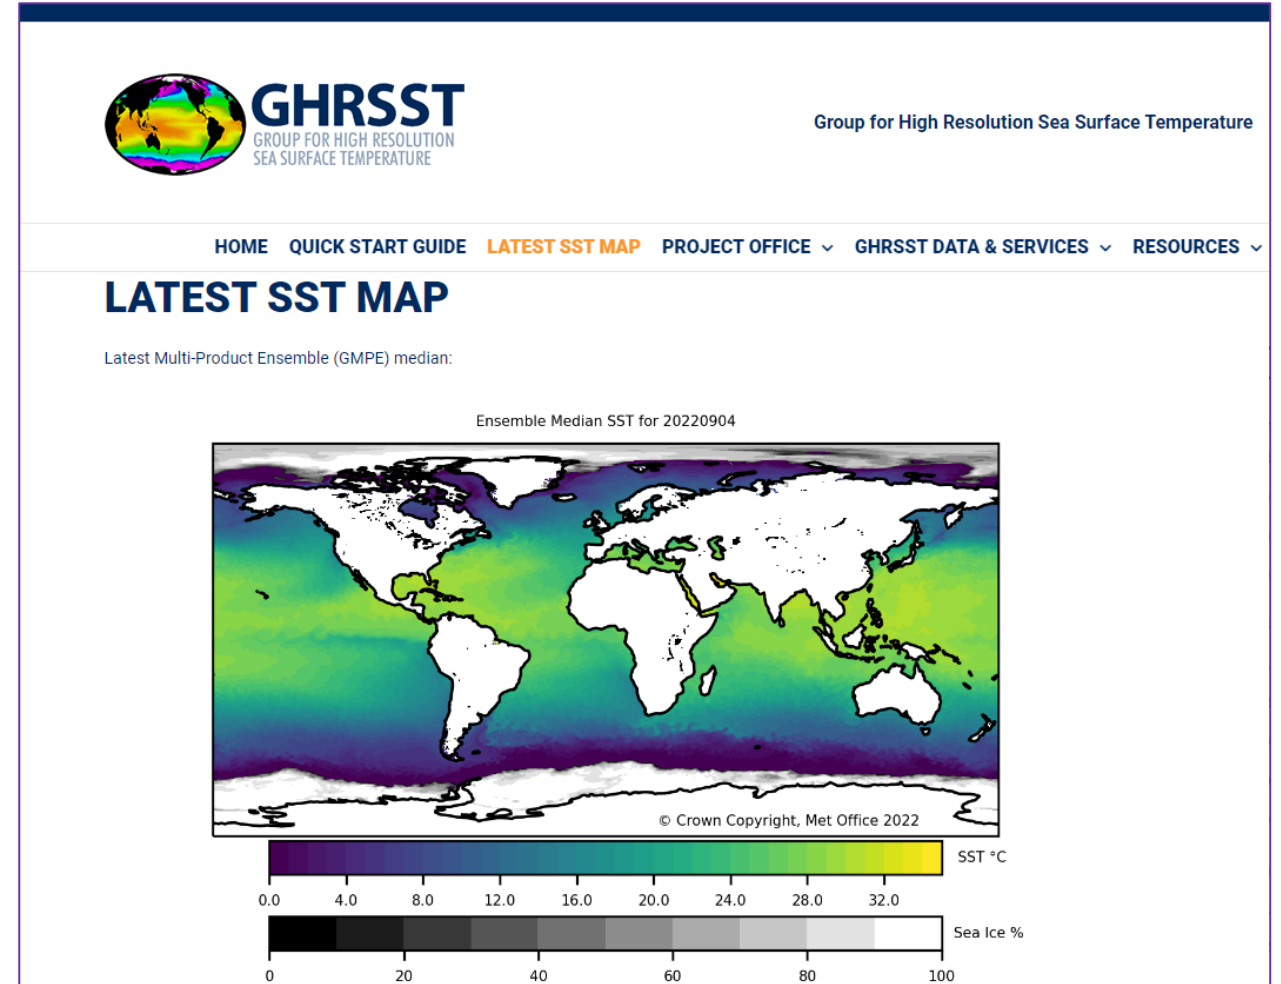 GHRSST
GROUP FOR HIGH RESOLUTION
SEA SURFACE TEMPERATURE
Group for High Resolution Sea Surface Temperature
HOME QUICK START GUIDE LATEST SST MAP PROJECT OFFICE GHRSST DATA & SERVICES RESOURCES
LATEST SST MAP
Latest Multi-Product Ensemble (GMPE) median:
Ensemble Median SST for 20220904
© Crown Copyright, Met Office 2022
SST °C
0.0 4.0 8.0 12.0 16.0 20.0 24.0 28.0 32.0
Sea Ice %
0 20 40 60 80 100